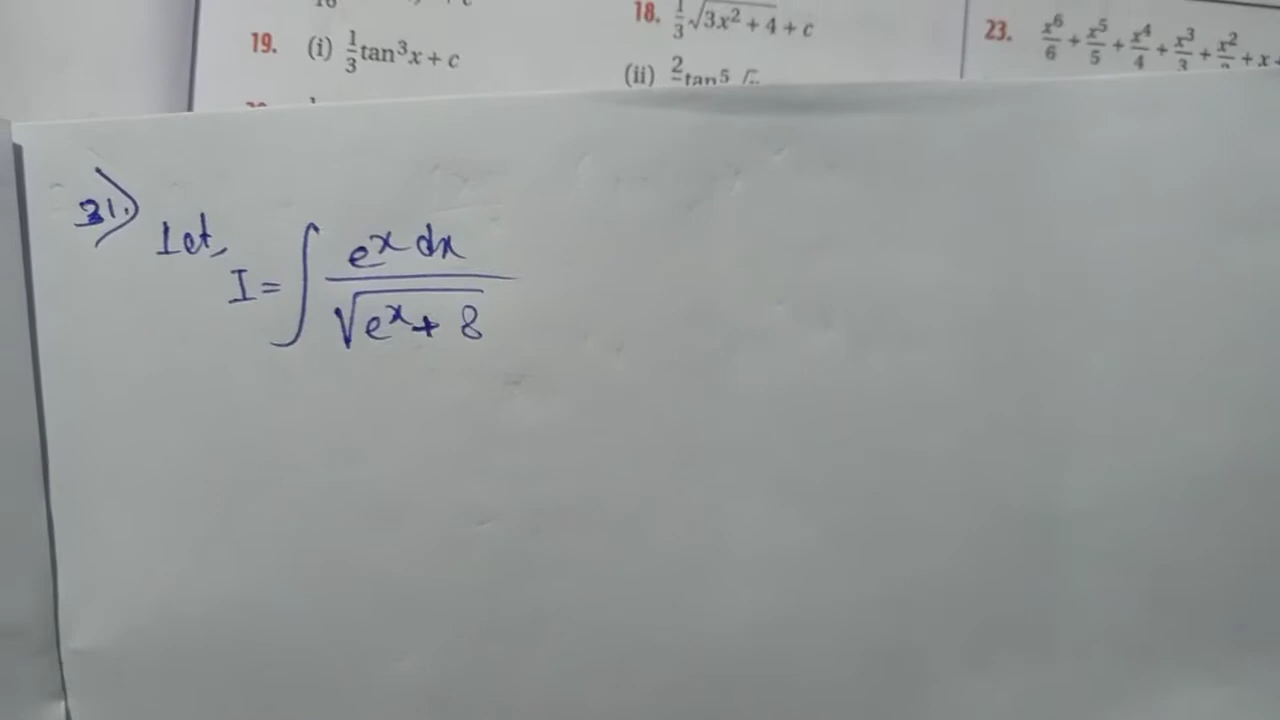 18. 1/3 √(3x² + 4) + c
23. x⁶/6 + x⁵/5 + x⁴/4 + x³/3 + x²/ + x
19. (i) 1/3 tan³x + c
(ii) 2/ tan⁵
31.) Let,
I = ∫ eˣ dx / √(eˣ + 8)